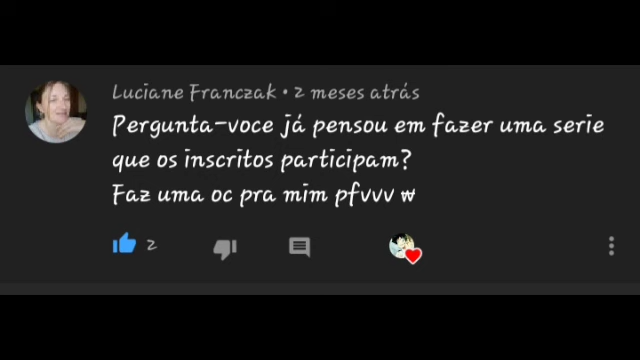 Luciane Franczak • 2 meses atrás
Pergunta-voce já pensou em fazer uma serie
que os inscritos participam?
Faz uma oc pra mim pfvvv ₩
2